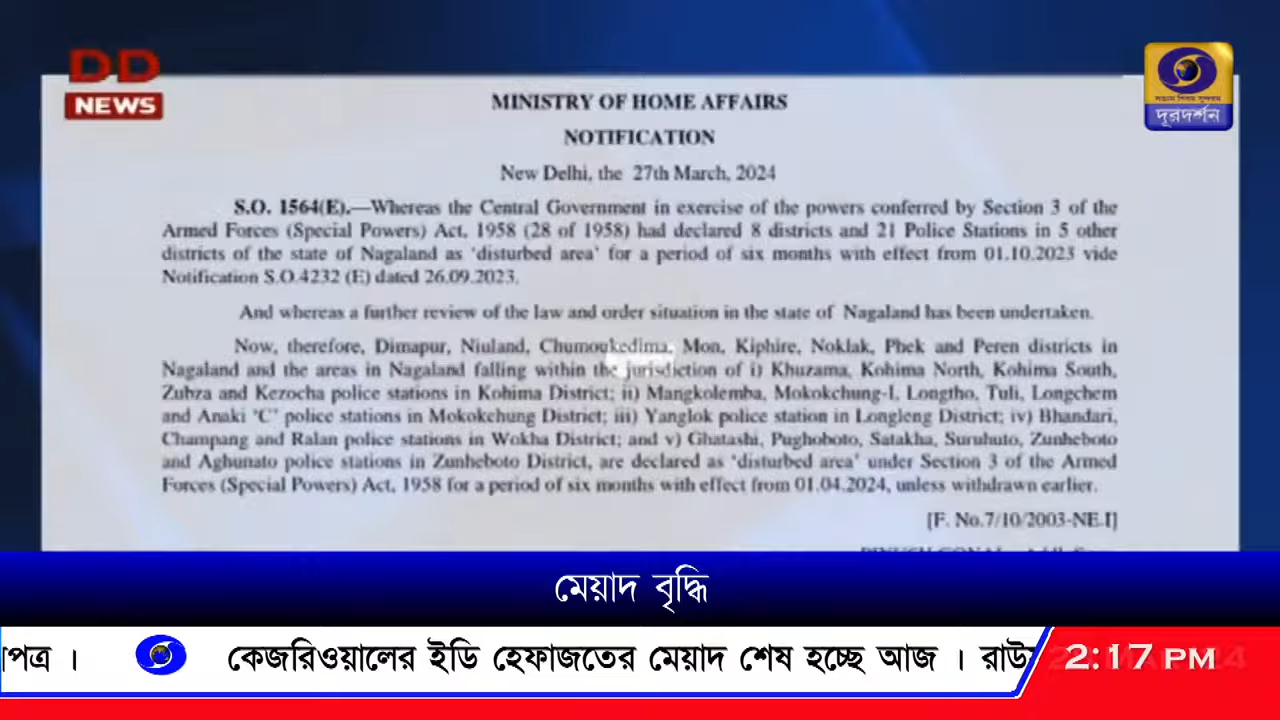 DD
NEWS
সত্যম শিবম সুন্দরম
দূরদর্শন
MINISTRY OF HOME AFFAIRS
NOTIFICATION
New Delhi, the 27th March, 2024
S.O. 1564(E).—Whereas the Central Government in exercise of the powers conferred by Section 3 of the
Armed Forces (Special Powers) Act, 1958 (28 of 1958) had declared 8 districts and 21 Police Stations in 5 other
districts of the state of Nagaland as 'disturbed area' for a period of six months with effect from 01.10.2023 vide
Notification S.O.4232 (E) dated 26.09.2023.
And whereas a further review of the law and order situation in the state of Nagaland has been undertaken.
Now, therefore, Dimapur, Niuland, Chumoukedima, Mon, Kiphire, Noklak, Phek and Peren districts in
Nagaland and the areas in Nagaland falling within the jurisdiction of i) Khuzama, Kohima North, Kohima South,
Zubza and Kezocha police stations in Kohima District; ii) Mangkolemba, Mokokchung-I, Longtho, Tuli, Longchem
and Anaki 'C' police stations in Mokokchung District; iii) Yanglok police station in Longleng District; iv) Bhandari,
Champang and Ralan police stations in Wokha District; and v) Ghatashi, Pughoboto, Satakha, Suruhuto, Zunheboto
and Aghunato police stations in Zunheboto District, are declared as 'disturbed area' under Section 3 of the Armed
Forces (Special Powers) Act, 1958 for a period of six months with effect from 01.04.2024, unless withdrawn earlier.
[F. No.7/10/2003-NE.I]
মেয়াদ বৃদ্ধি
পত্র । কেজরিওয়ালের ইডি হেফাজতের মেয়াদ শেষ হচ্ছে আজ । রাউ
2:17 PM